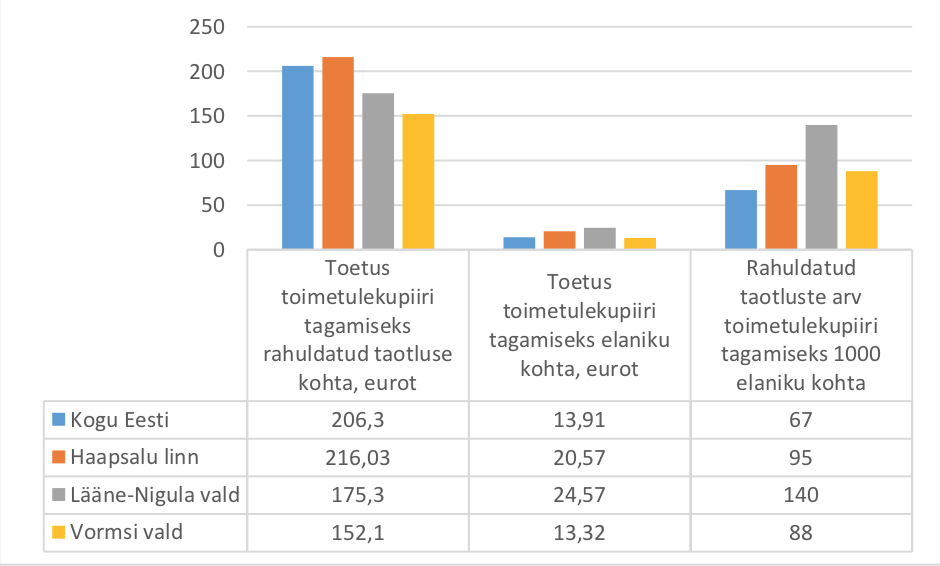 250
200
150
100
50
0
Toetus
toimetulekupiiri
tagamiseks
rahuldatud taotluse
kohta, eurot
Toetus
toimetulekupiiri
tagamiseks elaniku
kohta, eurot
Rahuldatud
taotluste arv
toimetulekupiiri
tagamiseks 1000
elaniku kohta
Kogu Eesti 206,3 13,91 67
Haapsalu linn 216,03 20,57 95
Lääne-Nigula vald 175,3 24,57 140
Vormsi vald 152,1 13,32 88